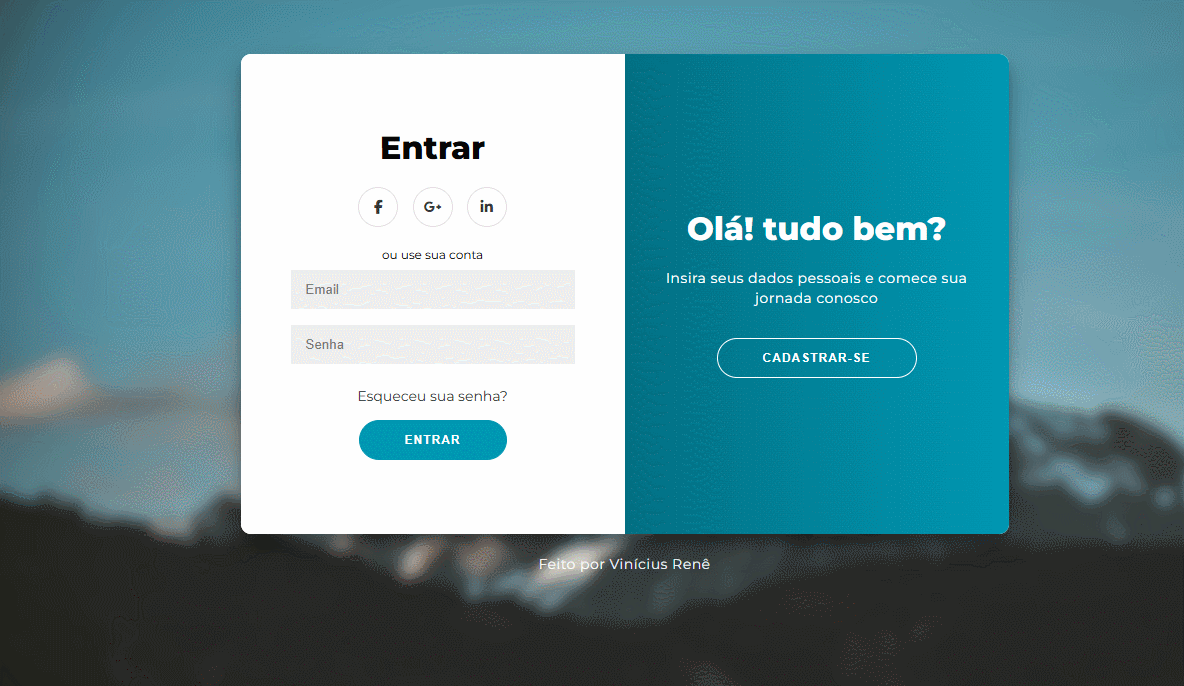 Entrar
f G+ in
ou use sua conta
Email
Senha
Esqueceu sua senha?
ENTRAR
Olá! tudo bem?
Insira seus dados pessoais e comece sua
jornada conosco
CADASTRAR-SE
Feito por Vinícius Renê